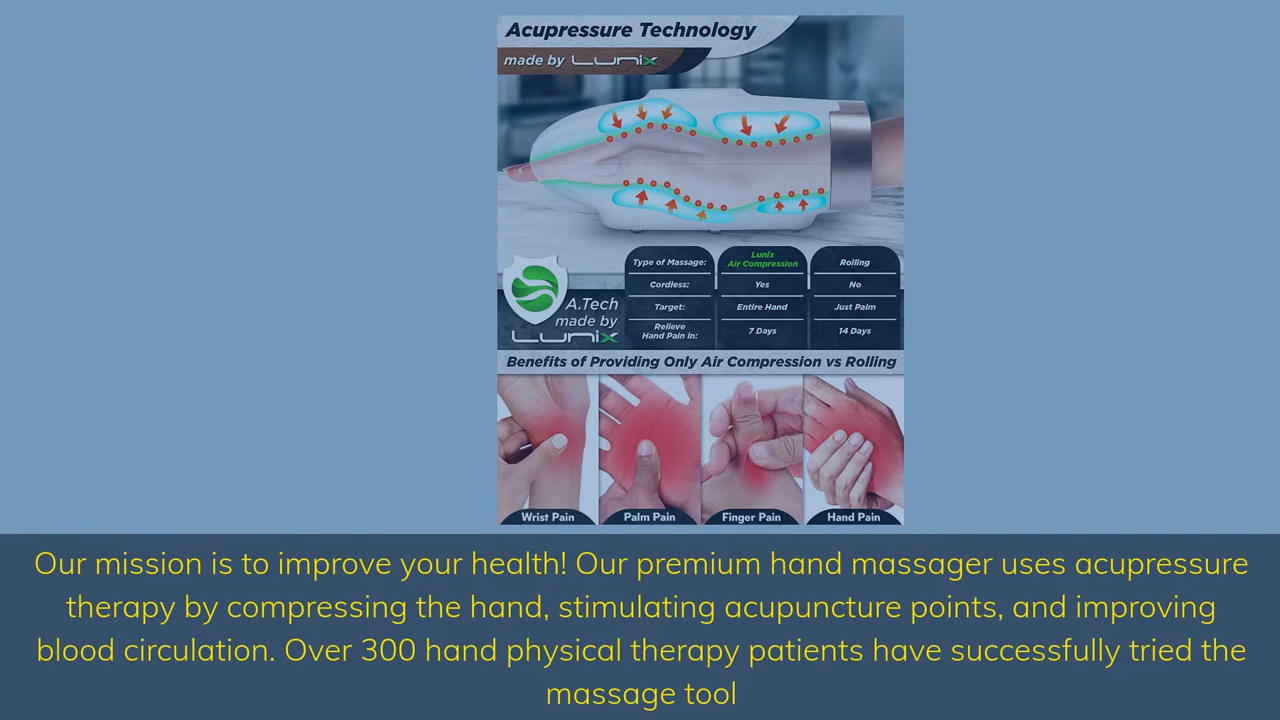 Acupressure Technology
made by Lunix
Type of Massage: Lunix Air Compression Rolling
Cordless: Yes No
Target: Entire Hand Just Palm
Relieve Hand Pain in: 7 Days 14 Days
A.Tech
made by
Lunix
Benefits of Providing Only Air Compression vs Rolling
Wrist Pain Palm Pain Finger Pain Hand Pain
Our mission is to improve your health! Our premium hand massager uses acupressure
therapy by compressing the hand, stimulating acupuncture points, and improving
blood circulation. Over 300 hand physical therapy patients have successfully tried the
massage tool